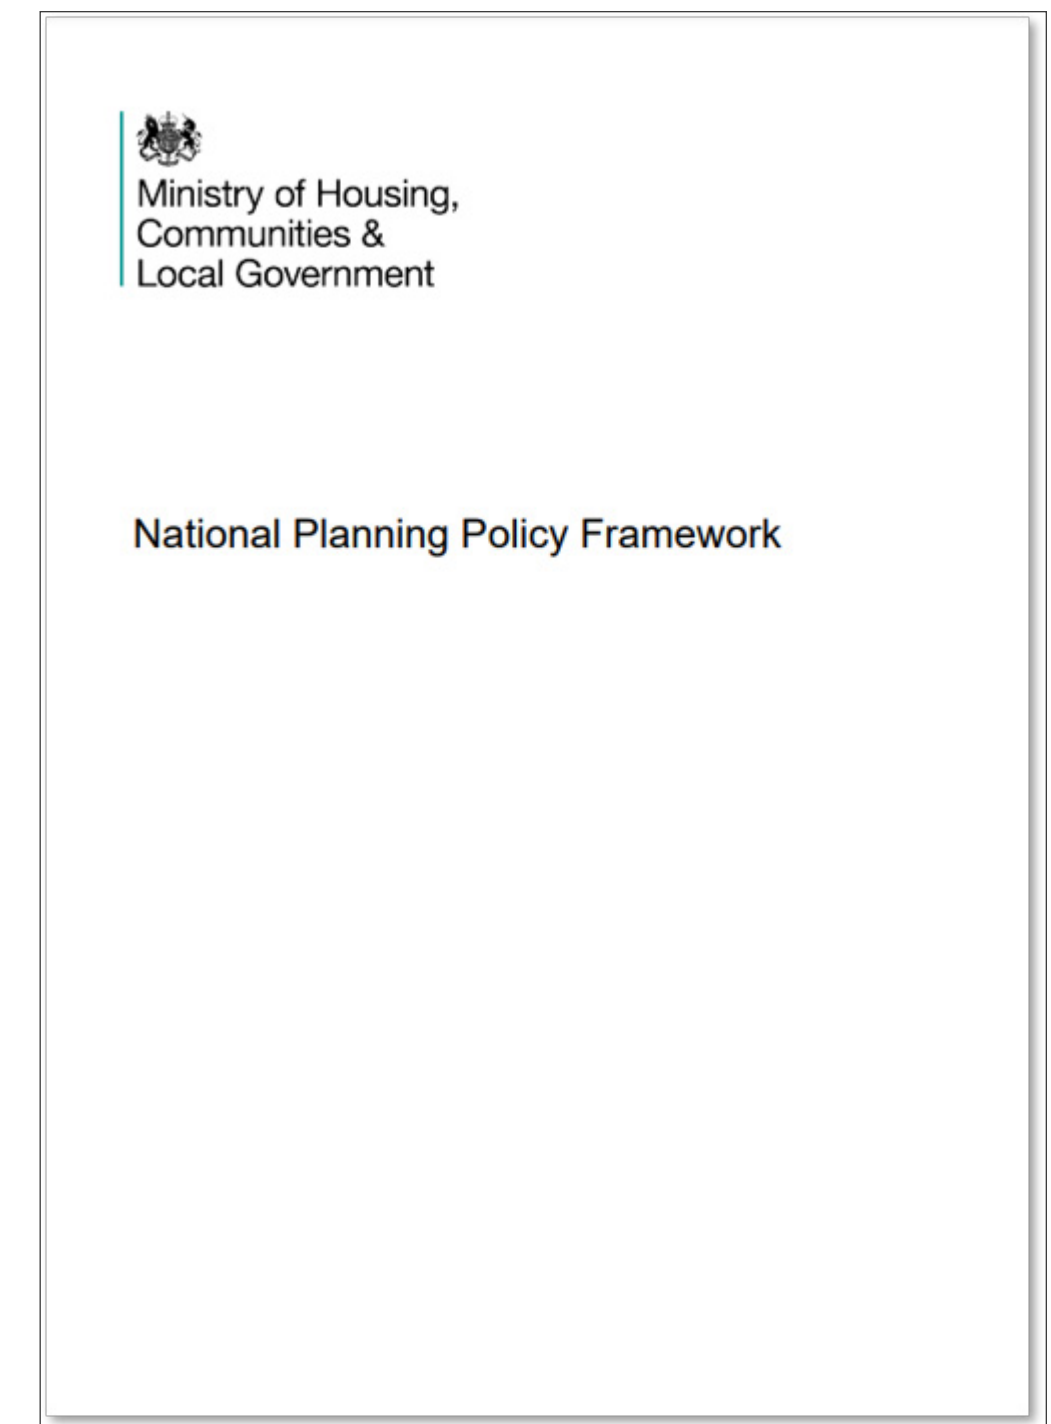 Ministry of Housing,
Communities &
Local Government
National Planning Policy Framework